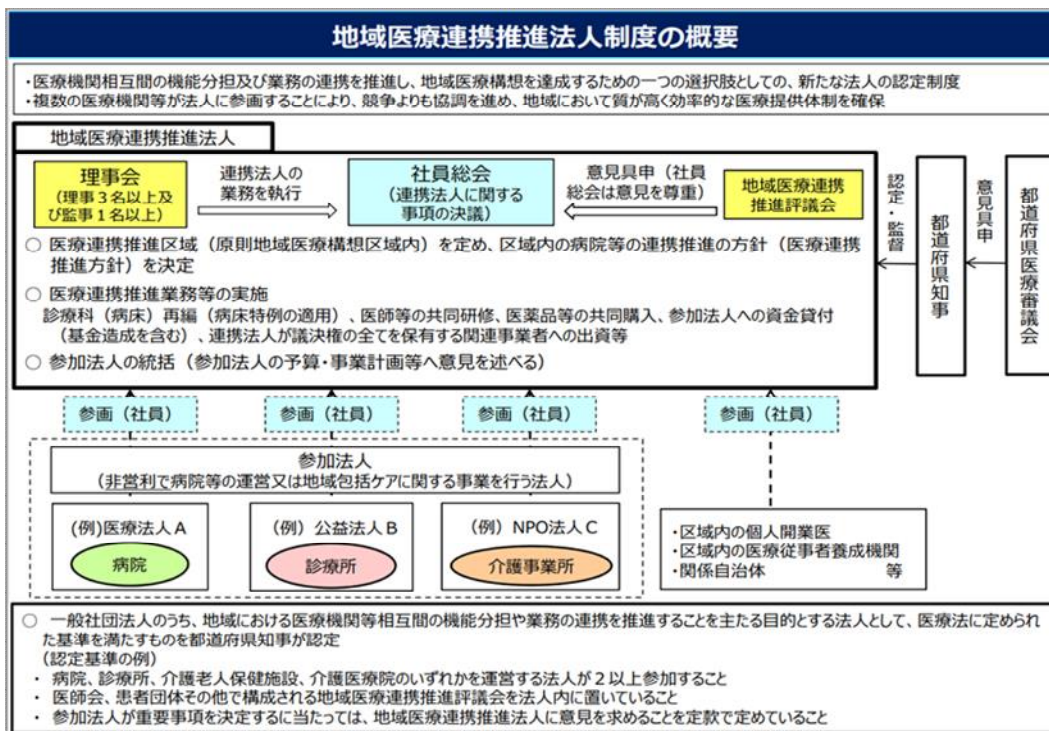 地域医療連携推進法人制度の概要
・医療機関相互間の機能分担及び業務の連携を推進し、地域医療構想を達成するための一つの選択肢としての、新たな法人の認定制度
・複数の医療機関等が法人に参画することにより、競争よりも協調を進め、地域において質が高く効率的な医療提供体制を確保
地域医療連携推進法人
理事会
(理事3名以上及
び監事1名以上)
連携法人の
業務を執行
社員総会
(連携法人に関する
事項の決議)
意見具申(社員
総会は意見を尊重)
地域医療連携
推進評議会
認定・監督
都道府県知事
意見具申
都道府県医療審議会
○ 医療連携推進区域(原則地域医療構想区域内)を定め、区域内の病院等の連携推進の方針(医療連携
推進方針)を決定
○ 医療連携推進業務等の実施
診療科(病床)再編(病床特例の適用)、医師等の共同研修、医薬品等の共同購入、参加法人への資金貸付
(基金造成を含む)、連携法人が議決権の全てを保有する関連事業者への出資等
○ 参加法人の統括(参加法人の予算・事業計画等へ意見を述べる)
参画(社員)
参画(社員)
参画(社員)
参画(社員)
参加法人
(非営利で病院等の運営又は地域包括ケアに関する事業を行う法人)
(例)医療法人A
病院
(例) 公益法人B
診療所
(例) NPO法人C
介護事業所
・区域内の個人開業医
・区域内の医療従事者養成機関
・関係自治体 等
○ 一般社団法人のうち、地域における医療機関等相互間の機能分担や業務の連携を推進することを主たる目的とする法人として、医療法に定められ
た基準を満たすものを都道府県知事が認定
(認定基準の例)
・ 病院、診療所、介護老人保健施設、介護医療院のいずれかを運営する法人が2以上参加すること
・ 医師会、患者団体その他で構成される地域医療連携推進評議会を法人内に置いていること
・ 参加法人が重要事項を決定するに当たっては、地域医療連携推進法人に意見を求めることを定款で定めていること